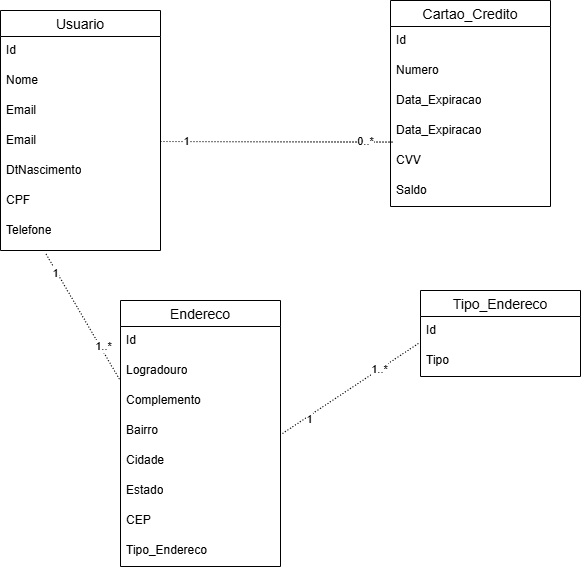 Usuario
Id
Nome
Email
Email
DtNascimento
CPF
Telefone
Cartao_Credito
Id
Numero
Data_Expiracao
Data_Expiracao
CVV
Saldo
1
0..*
1
1..*
Endereco
Id
Logradouro
Complemento
Bairro
Cidade
Estado
CEP
Tipo_Endereco
1
1..*
Tipo_Endereco
Id
Tipo